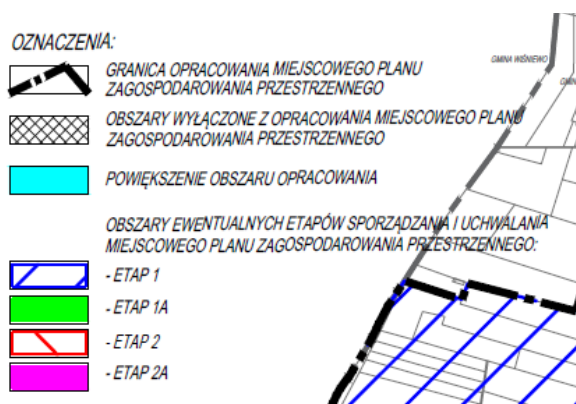 OZNACZENIA:
GMINA WIŚNIEWO
GRANICA OPRACOWANIA MIEJSCOWEGO PLANU
ZAGOSPODAROWANIA PRZESTRZENNEGO
OBSZARY WYŁĄCZONE Z OPRACOWANIA MIEJSCOWEGO PLANU
ZAGOSPODAROWANIA PRZESTRZENNEGO
POWIĘKSZENIE OBSZARU OPRACOWANIA
OBSZARY EWENTUALNYCH ETAPÓW SPORZĄDZANIA I UCHWALANIA
MIEJSCOWEGO PLANU ZAGOSPODAROWANIA PRZESTRZENNEGO:
- ETAP 1
- ETAP 1A
- ETAP 2
- ETAP 2A